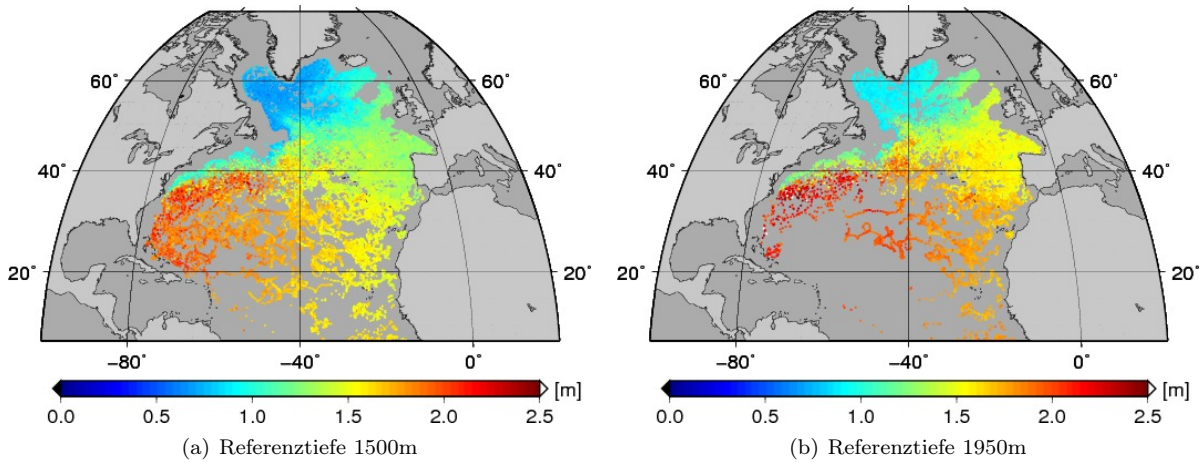 60° 60° 60° 60°
40° 40° 40° 40°
20° 20° 20° 20°
−80° −40° 0° −80° −40° 0°
[m] [m]
0.0 0.5 1.0 1.5 2.0 2.5 0.0 0.5 1.0 1.5 2.0 2.5
(a) Referenztiefe 1500m (b) Referenztiefe 1950m